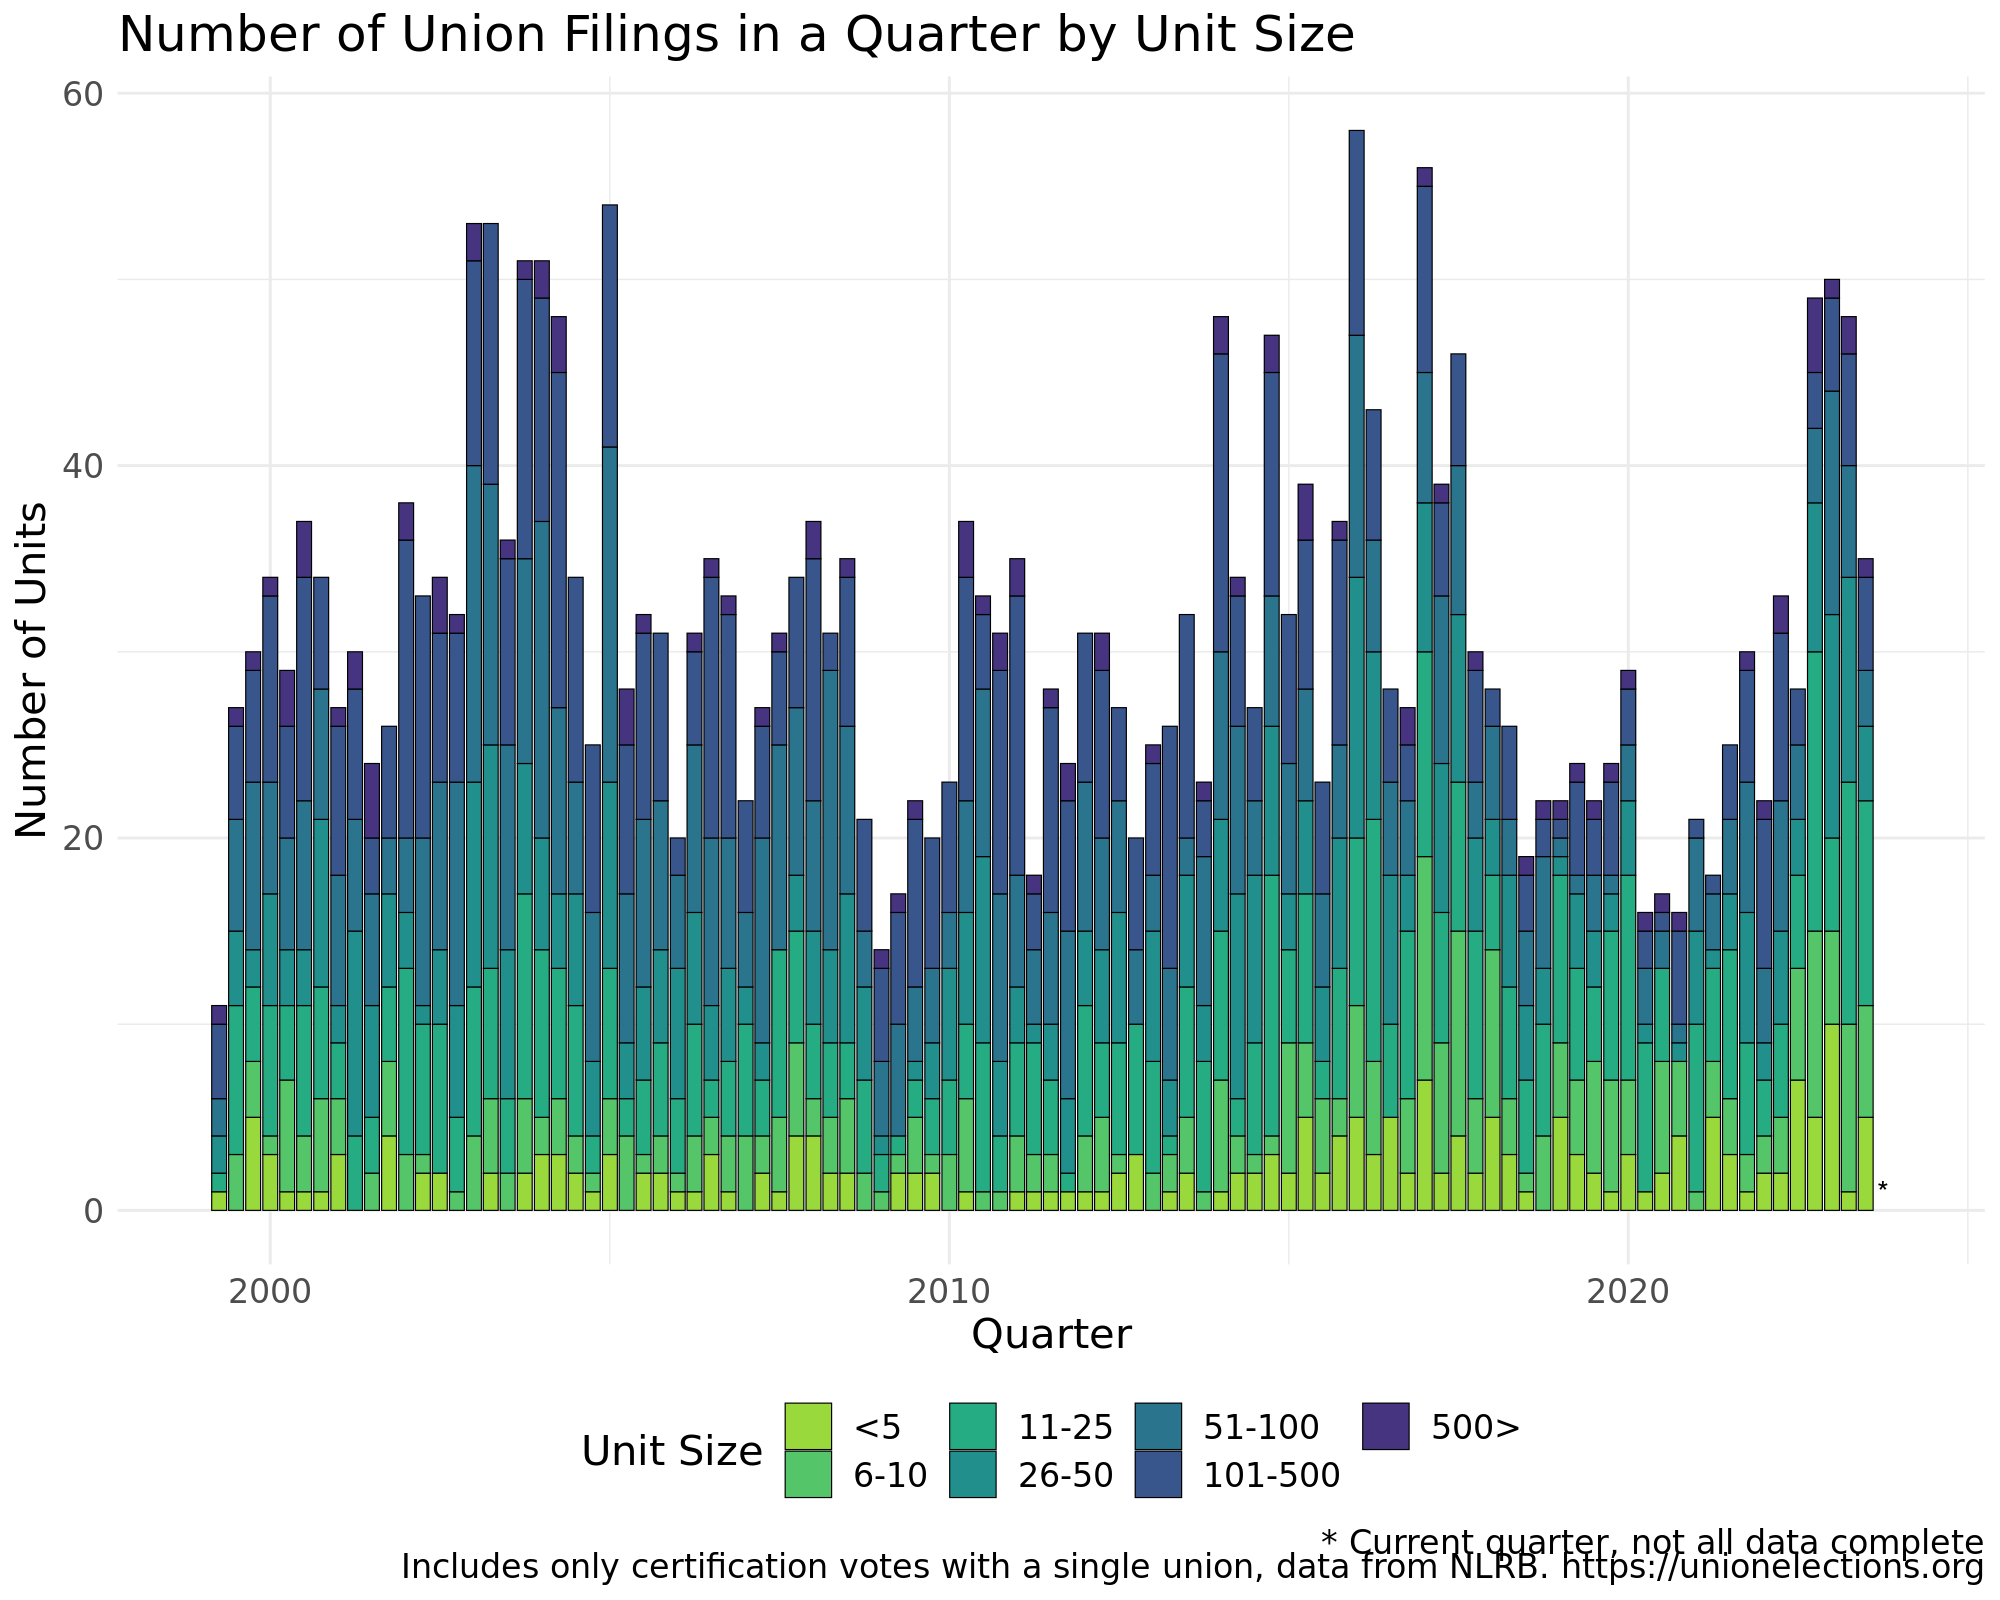 Number of Union Filings in a Quarter by Unit Size
60
40
20
0
Number of Units
*
2000 2010 2020
Quarter
Unit Size
<5 11-25 51-100 500>
6-10 26-50 101-500
* Current quarter, not all data complete
Includes only certification votes with a single union, data from NLRB. https://unionelections.org